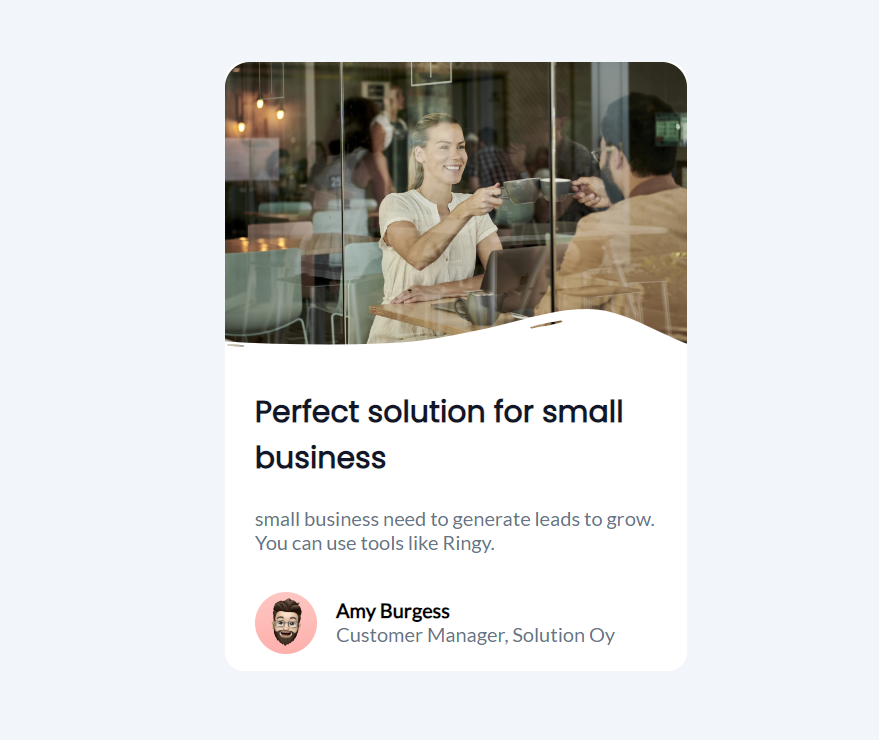 Perfect solution for small
business
small business need to generate leads to grow.
You can use tools like Ringy.
Amy Burgess
Customer Manager, Solution Oy